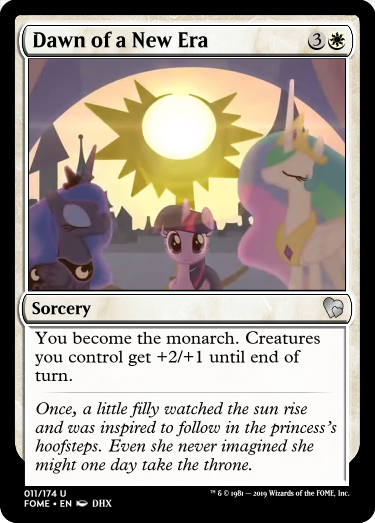 Dawn of a New Era 3
Sorcery
You become the monarch. Creatures
you control get +2/+1 until end of
turn.
Once, a little filly watched the sun rise
and was inspired to follow in the princess's
hoofsteps. Even she never imagined she
might one day take the throne.
011/174 U
FOME • EN DHX
™ & © 1981 — 2019 Wizards of the FOME, Inc.